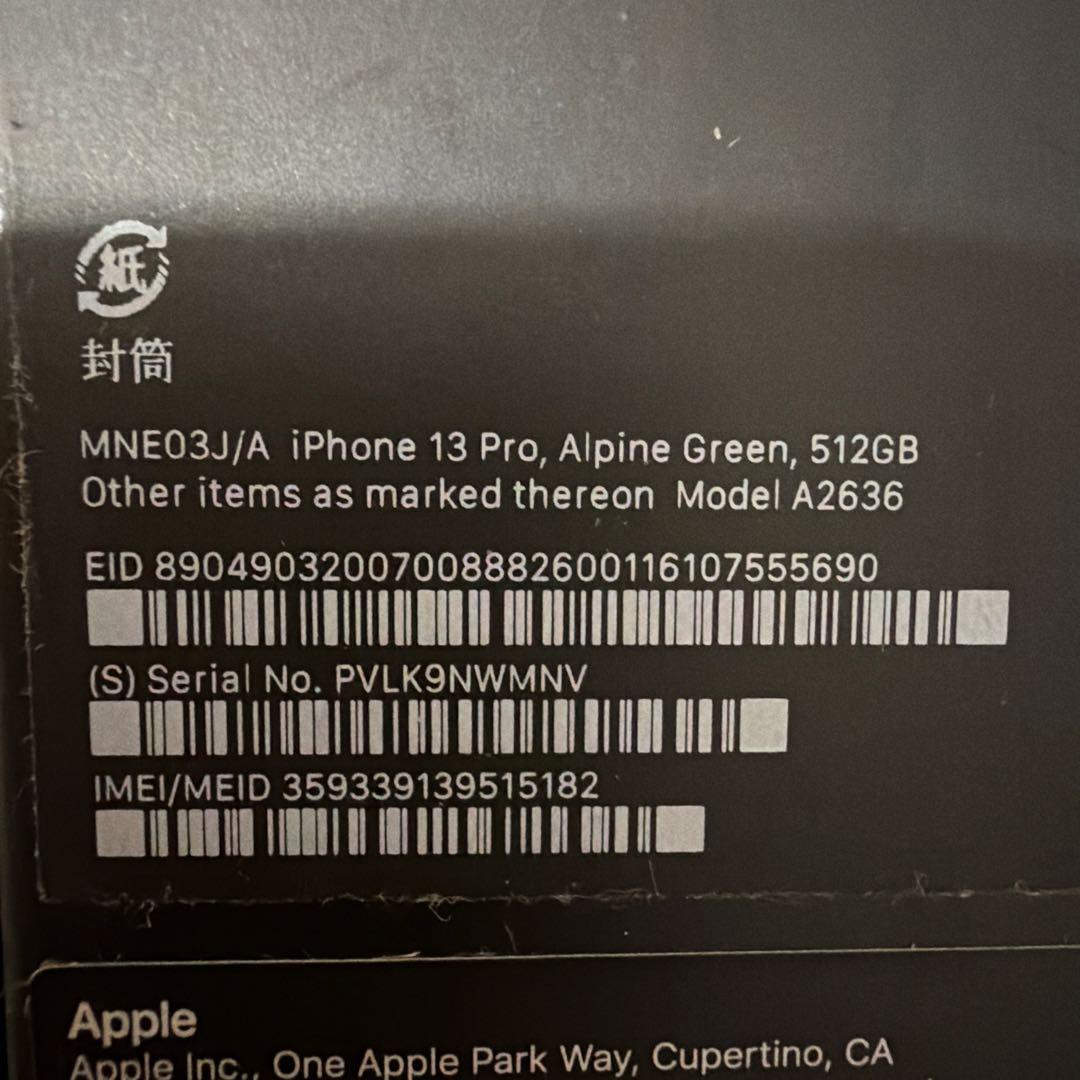 紙
封筒
MNE03J/A iPhone 13 Pro, Alpine Green, 512GB
Other items as marked thereon Model A2636
EID 89049032007008882600116107555690
(S) Serial No. PVLK9NWMNV
IMEI/MEID 359339139515182
Apple
Apple Inc., One Apple Park Way, Cupertino, CA